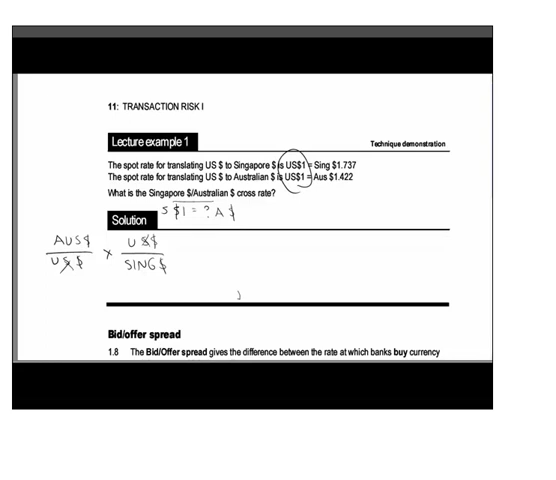 11: TRANSACTION RISK I
Lecture example 1
Technique demonstration
The spot rate for translating US $ to Singapore $ is US$1 = Sing $1.737
The spot rate for translating US $ to Australian $ is US$1 = Aus $1.422
What is the Singapore $/Australian $ cross rate?
Solution
S $1 = ? A $
AUS$ × US$
US$ SING $
Bid/offer spread
1.8 The Bid/Offer spread gives the difference between the rate at which banks buy currency